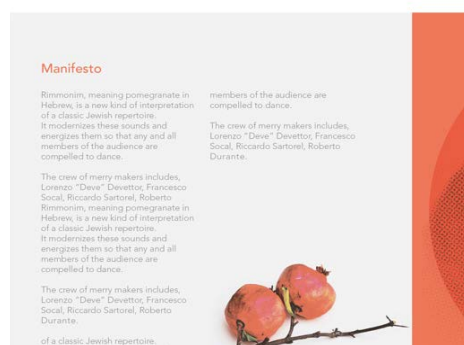 Manifesto
Rimmonim, meaning pomegranate in
Hebrew, is a new kind of interpretation
of a classic Jewish repertoire.
It modernizes these sounds and
energizes them so that any and all
members of the audience are
compelled to dance.
The crew of merry makers includes,
Lorenzo “Deve” Devettor, Francesco
Socal, Riccardo Sartorel, Roberto
Rimmonim, meaning pomegranate in
Hebrew, is a new kind of interpretation
of a classic Jewish repertoire.
It modernizes these sounds and
energizes them so that any and all
members of the audience are
compelled to dance.
The crew of merry makers includes,
Lorenzo “Deve” Devettor, Francesco
Socal, Riccardo Sartorel, Roberto
Durante.
of a classic Jewish repertoire.
members of the audience are
compelled to dance.
The crew of merry makers includes,
Lorenzo “Deve” Devettor, Francesco
Socal, Riccardo Sartorel, Roberto
Durante.